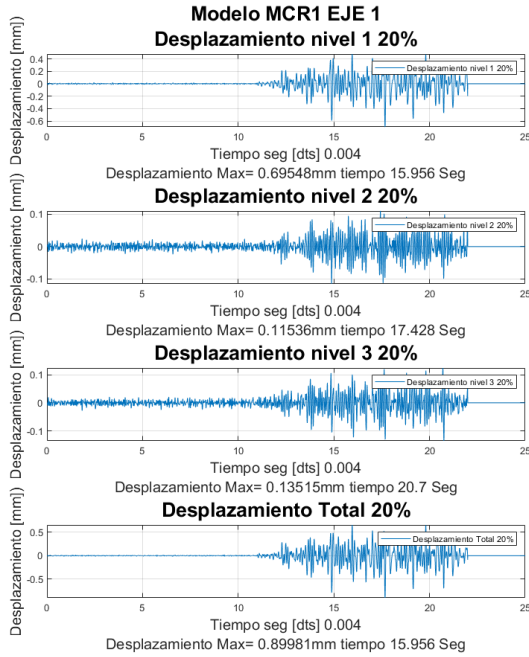 Modelo MCR1 EJE 1
Desplazamiento nivel 1 20%
Desplazamiento [mm])
0.4
0.2
0
-0.2
-0.4
-0.6
Desplazamiento nivel 1 20%
0 5 10 15 20 25
Tiempo seg [dts] 0.004
Desplazamiento Max= 0.69548mm tiempo 15.956 Seg
Desplazamiento nivel 2 20%
Desplazamiento [mm])
0.1
0
-0.1
Desplazamiento nivel 2 20%
0 5 10 15 20 25
Tiempo seg [dts] 0.004
Desplazamiento Max= 0.11536mm tiempo 17.428 Seg
Desplazamiento nivel 3 20%
Desplazamiento [mm])
0.1
0
-0.1
Desplazamiento nivel 3 20%
0 5 10 15 20 25
Tiempo seg [dts] 0.004
Desplazamiento Max= 0.13515mm tiempo 20.7 Seg
Desplazamiento Total 20%
Desplazamiento [mm])
0.5
0
-0.5
Desplazamiento Total 20%
0 5 10 15 20 25
Tiempo seg [dts] 0.004
Desplazamiento Max= 0.89981mm tiempo 15.956 Seg